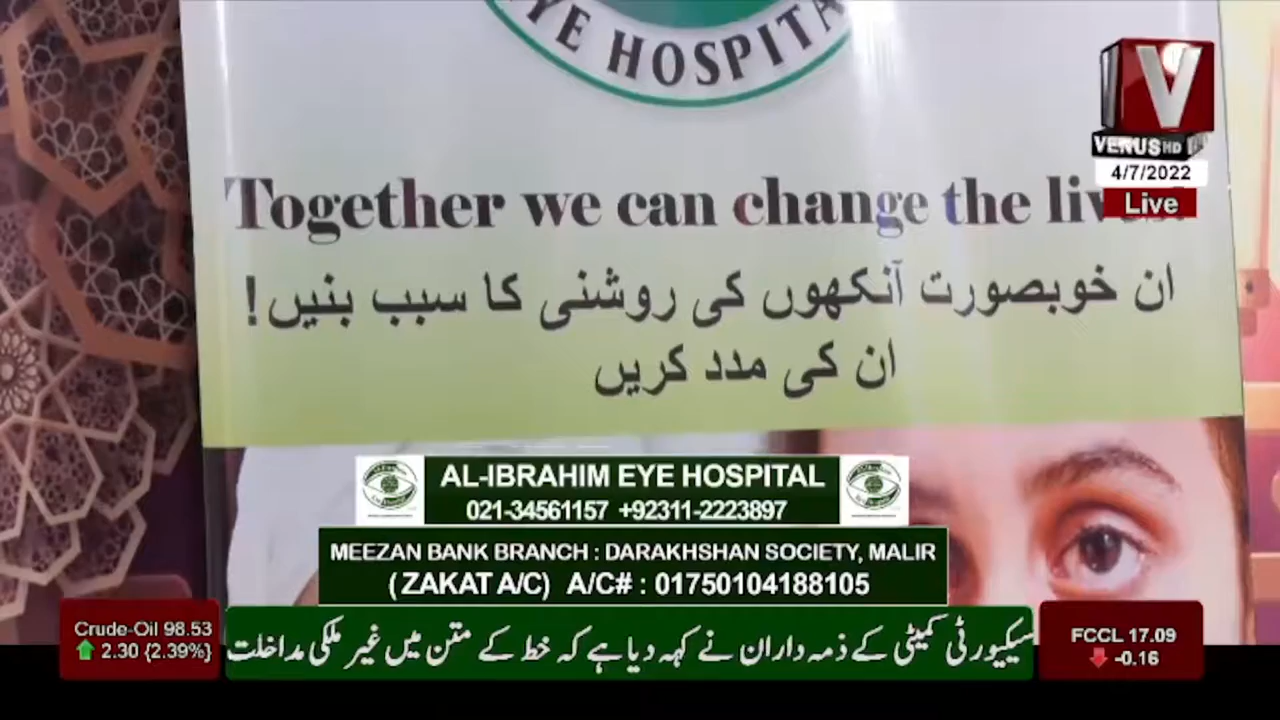 EYE HOSPITA
VENUS HD
4/7/2022
Live
Together we can change the
ان خوبصورت آنکھوں کی روشنی کا سبب بنیں!
ان کی مدد کریں
AL-IBRAHIM EYE HOSPITAL
021-34561157 +92311-2223897
MEEZAN BANK BRANCH : DARAKHSHAN SOCIETY, MALIR
(ZAKAT A/C) A/C# : 01750104188105
Crude-Oil 98.53
2.30 {2.39%}
سیکیورٹی کمیٹی کے ذمہ داران نے کہہ دیا ہے کہ خط کے متن میں غیر ملکی مداخلت
FCCL 17.09
-0.16